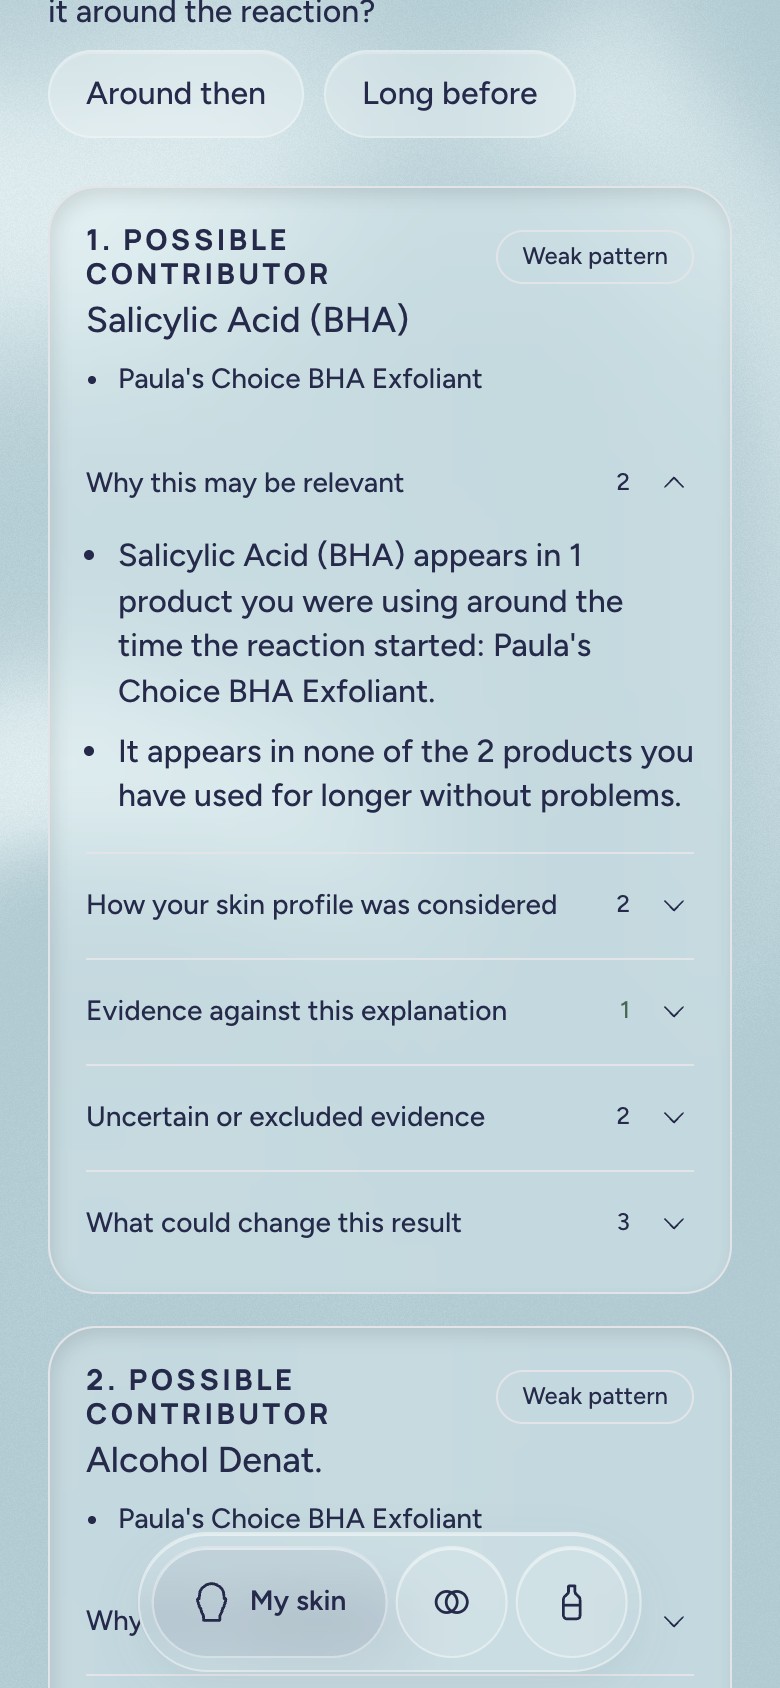 it around the reaction?
Around then
Long before
1. POSSIBLE
CONTRIBUTOR
Weak pattern
Salicylic Acid (BHA)
• Paula's Choice BHA Exfoliant
Why this may be relevant 2
• Salicylic Acid (BHA) appears in 1
product you were using around the
time the reaction started: Paula's
Choice BHA Exfoliant.
• It appears in none of the 2 products you
have used for longer without problems.
How your skin profile was considered 2
Evidence against this explanation 1
Uncertain or excluded evidence 2
What could change this result 3
2. POSSIBLE
CONTRIBUTOR
Weak pattern
Alcohol Denat.
• Paula's Choice BHA Exfoliant
Why
My skin